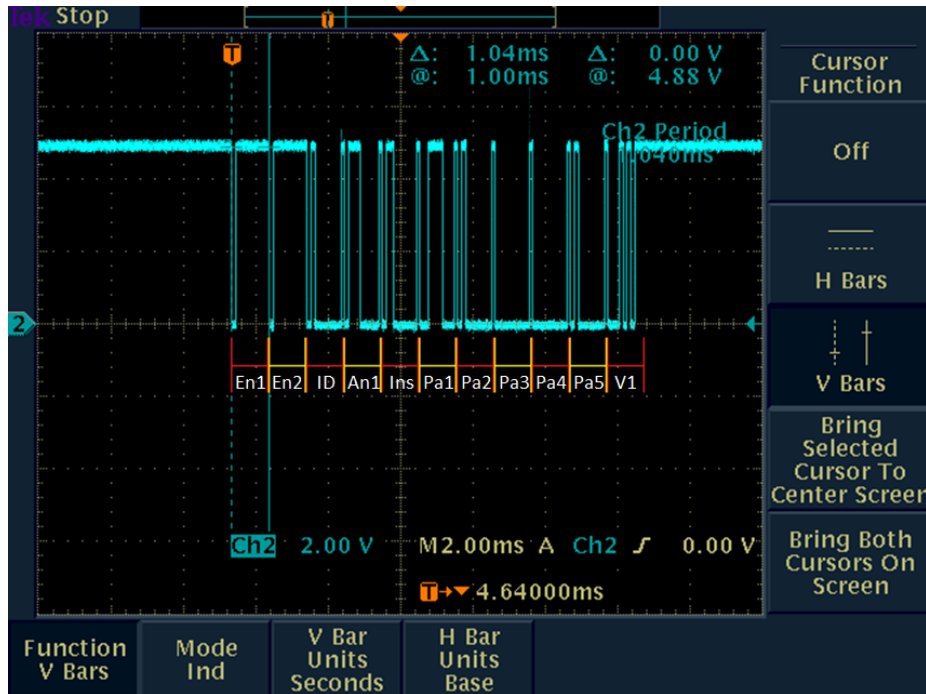 Tek Stop
T
T
Δ: 1.04ms Δ: 0.00 V
@: 1.00ms @: 4.88 V
Ch2 Period
1.040ms
2
En1 En2 ID An1 Ins Pa1 Pa2 Pa3 Pa4 Pa5 V1
Ch2 2.00 V M2.00ms A Ch2 0.00 V
T→▼ 4.64000ms
Cursor
Function
Off
H Bars
V Bars
Bring
Selected
Cursor To
Center Screen
Bring Both
Cursors On
Screen
Function
V Bars
Mode
Ind
V Bar
Units
Seconds
H Bar
Units
Base